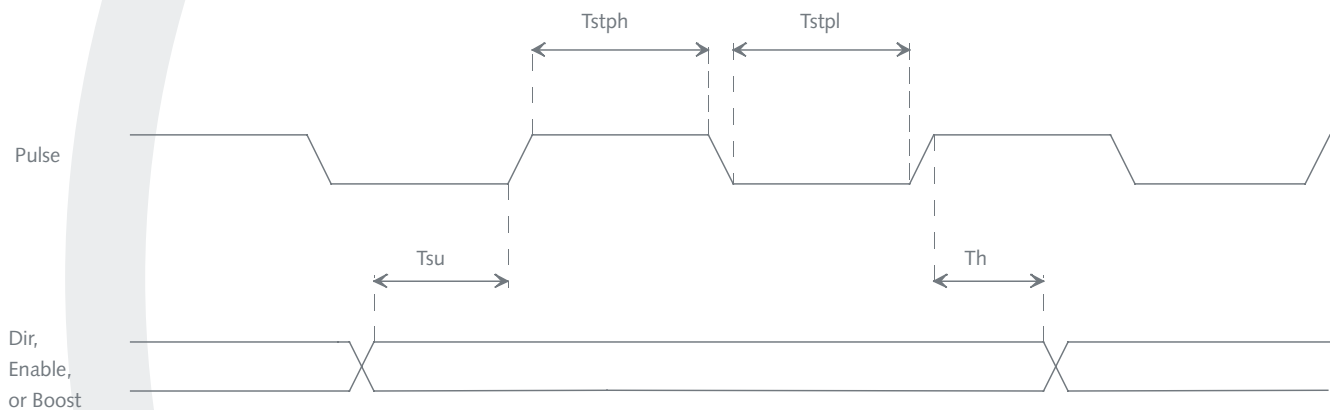 Tstph
Tstpl
Pulse
Tsu
Th
Dir,
Enable,
or Boost